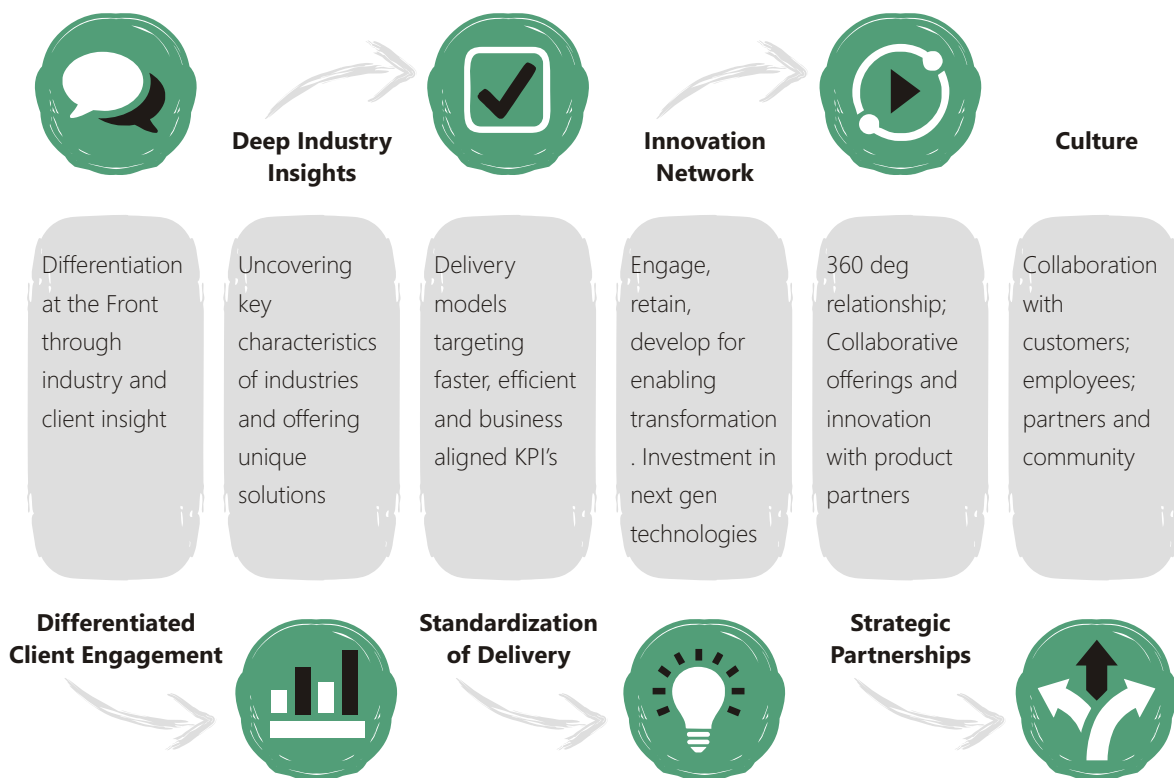 Deep Industry
Insights
Innovation
Network
Culture
Differentiation
at the Front
through
industry and
client insight
Uncovering
key
characteristics
of industries
and offering
unique
solutions
Delivery
models
targeting
faster, efficient
and business
aligned KPI’s
Engage,
retain,
develop for
enabling
transformation
. Investment in
next gen
technologies
360 deg
relationship;
Collaborative
offerings and
innovation
with product
partners
Collaboration
with
customers;
employees;
partners and
community
Differentiated
Client Engagement
Standardization
of Delivery
Strategic
Partnerships